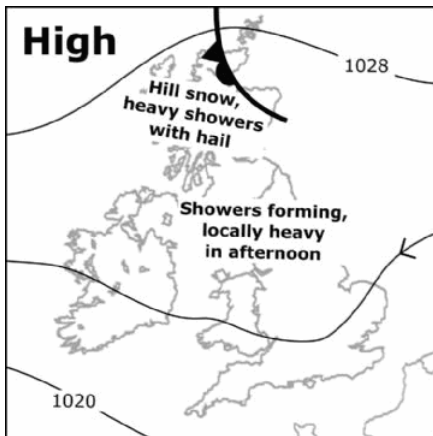 High
1028
Hill snow,
heavy showers
with hail
Showers forming,
locally heavy
in afternoon
1020